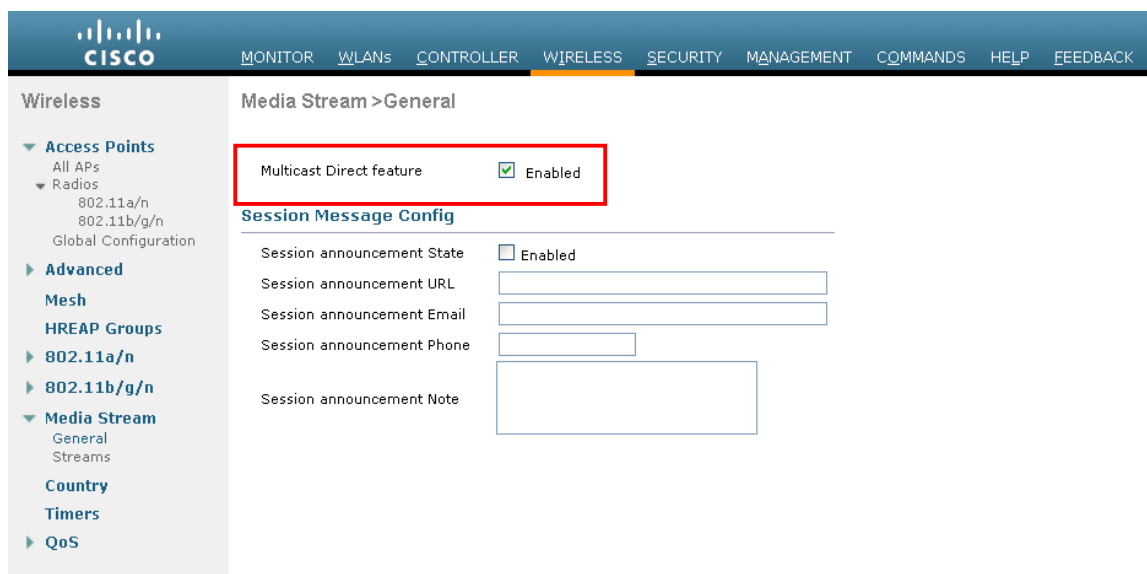 CISCO
MONITOR WLANs CONTROLLER WIRELESS SECURITY MANAGEMENT COMMANDS HELP FEEDBACK
Wireless
Access Points
All APs
Radios
802.11a/n
802.11b/g/n
Global Configuration
Advanced
Mesh
HREAP Groups
802.11a/n
802.11b/g/n
Media Stream
General
Streams
Country
Timers
QoS
Media Stream >General
Multicast Direct feature Enabled
Session Message Config
Session announcement State Enabled
Session announcement URL
Session announcement Email
Session announcement Phone
Session announcement Note